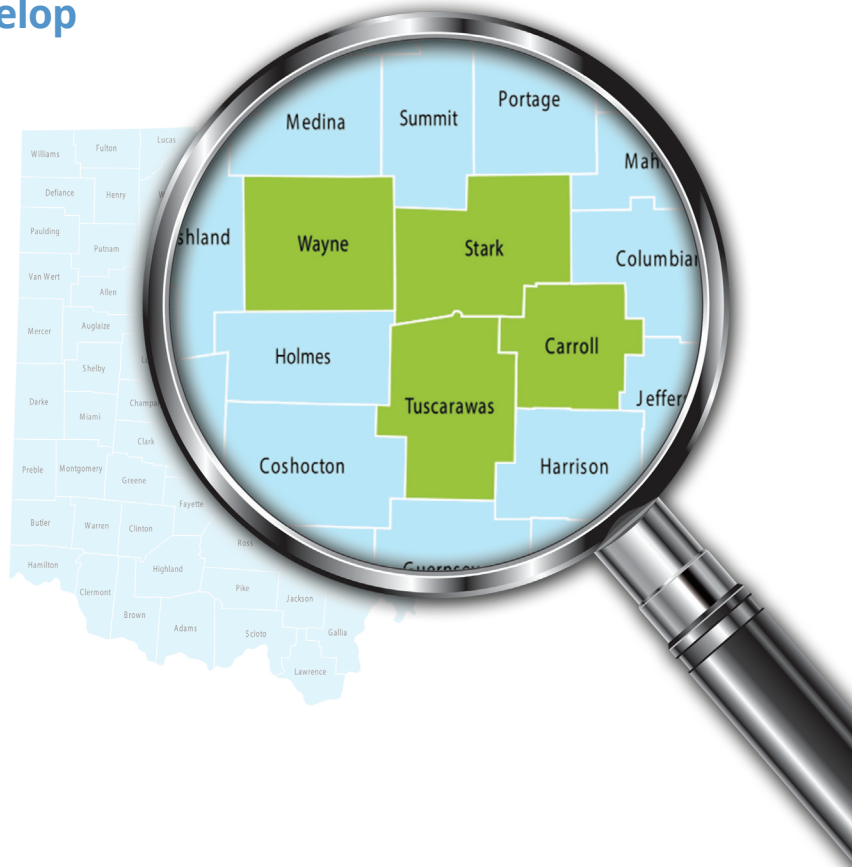 elop
Portage
Medina
Summit
Lucas
Fulton
Williams
Mah
Defiance
Henry
W
Paulding
shland
Wayne
Stark
Putnam
Columbian
Van Wert
Allen
Mercer
Auglaize
Holmes
Carroll
Shelby
L
Darke
Champa
Tuscarawas
Jeffer
Miami
Clark
Preble
Montgomery
Coshocton
Harrison
Greene
Fayette
Butler
Warren
Clinton
Ross
Hamilton
Highland
Guernsey
Clermont
Pike
Jackson
Brown
Adams
Scioto
Gallia
Lawrence